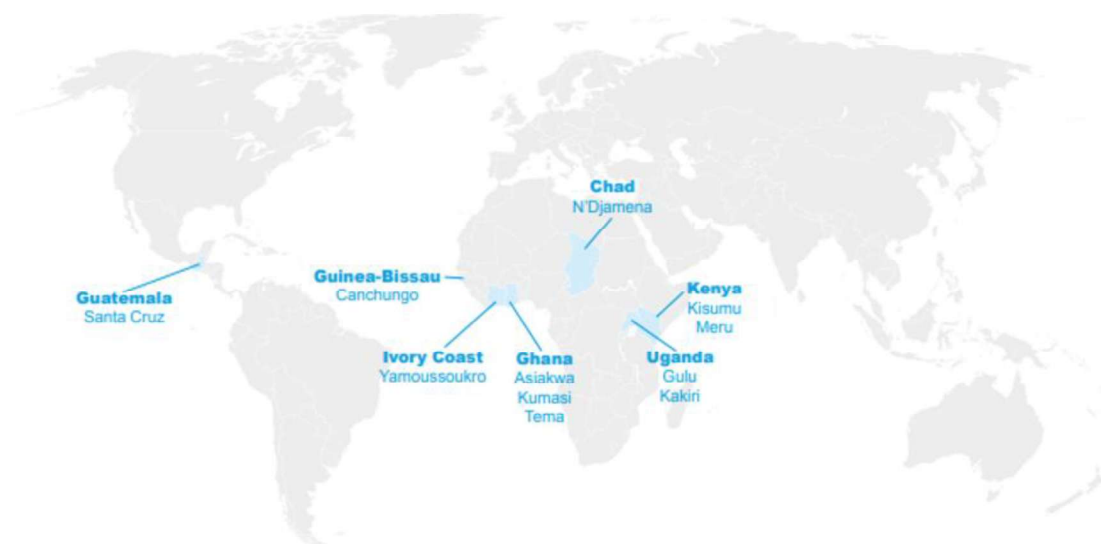 Chad
N'Djamena
Guinea-Bissau
Canchungo
Guatemala
Santa Cruz
Kenya
Kisumu
Meru
Ivory Coast
Yamoussoukro
Ghana
Asiakwa
Kumasi
Tema
Uganda
Gulu
Kakiri